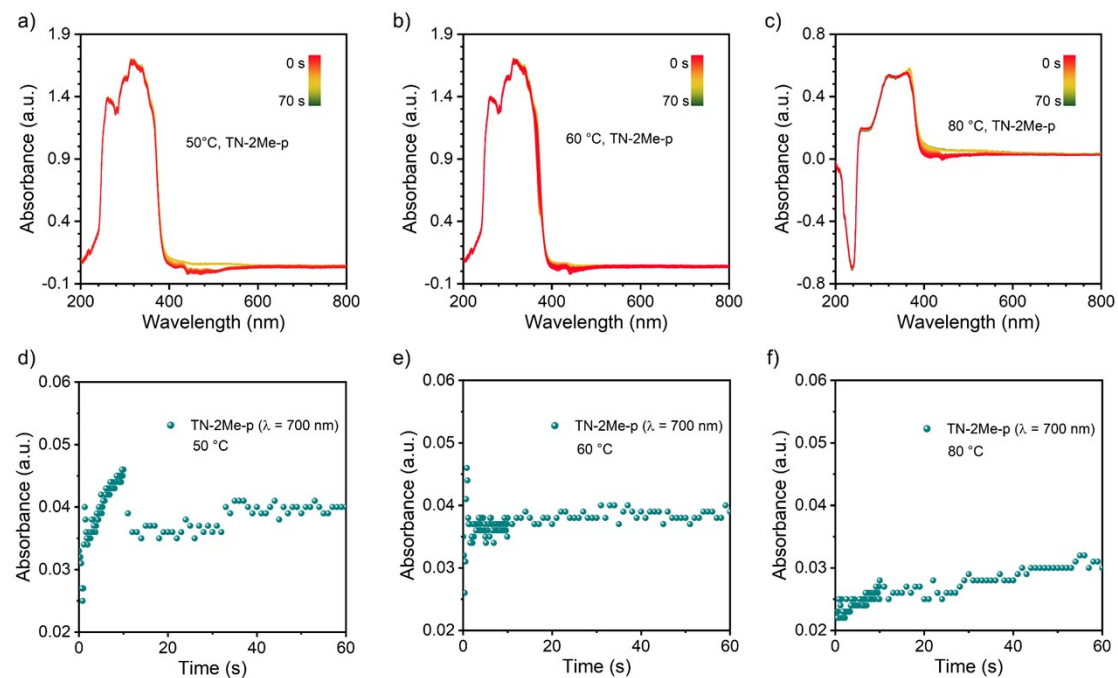 a)
1.9
1.4
0.9
0.4
-0.1
Absorbance (a.u.)
0 s
70 s
50°C, TN-2Me-p
200 400 600 800
Wavelength (nm)
b)
1.9
1.4
0.9
0.4
-0.1
Absorbance (a.u.)
0 s
70 s
60 °C, TN-2Me-p
200 400 600 800
Wavelength (nm)
c)
0.8
0.4
0.0
-0.4
0.8
Absorbance (a.u.)
0 s
70 s
80 °C, TN-2Me-p
200 400 600 800
Wavelength (nm)
d)
0.06
0.05
0.04
0.03
0.02
Absorbance (a.u.)
TN-2Me-p (λ = 700 nm)
50 °C
0 20 40 60
Time (s)
e)
0.06
0.05
0.04
0.03
0.02
Absorbance (a.u.)
TN-2Me-p (λ = 700 nm)
60 °C
0 20 40 60
Time (s)
f)
0.06
0.05
0.04
0.03
0.02
Absorbance (a.u.)
TN-2Me-p (λ = 700 nm)
80 °C
0 20 40 60
Time (s)